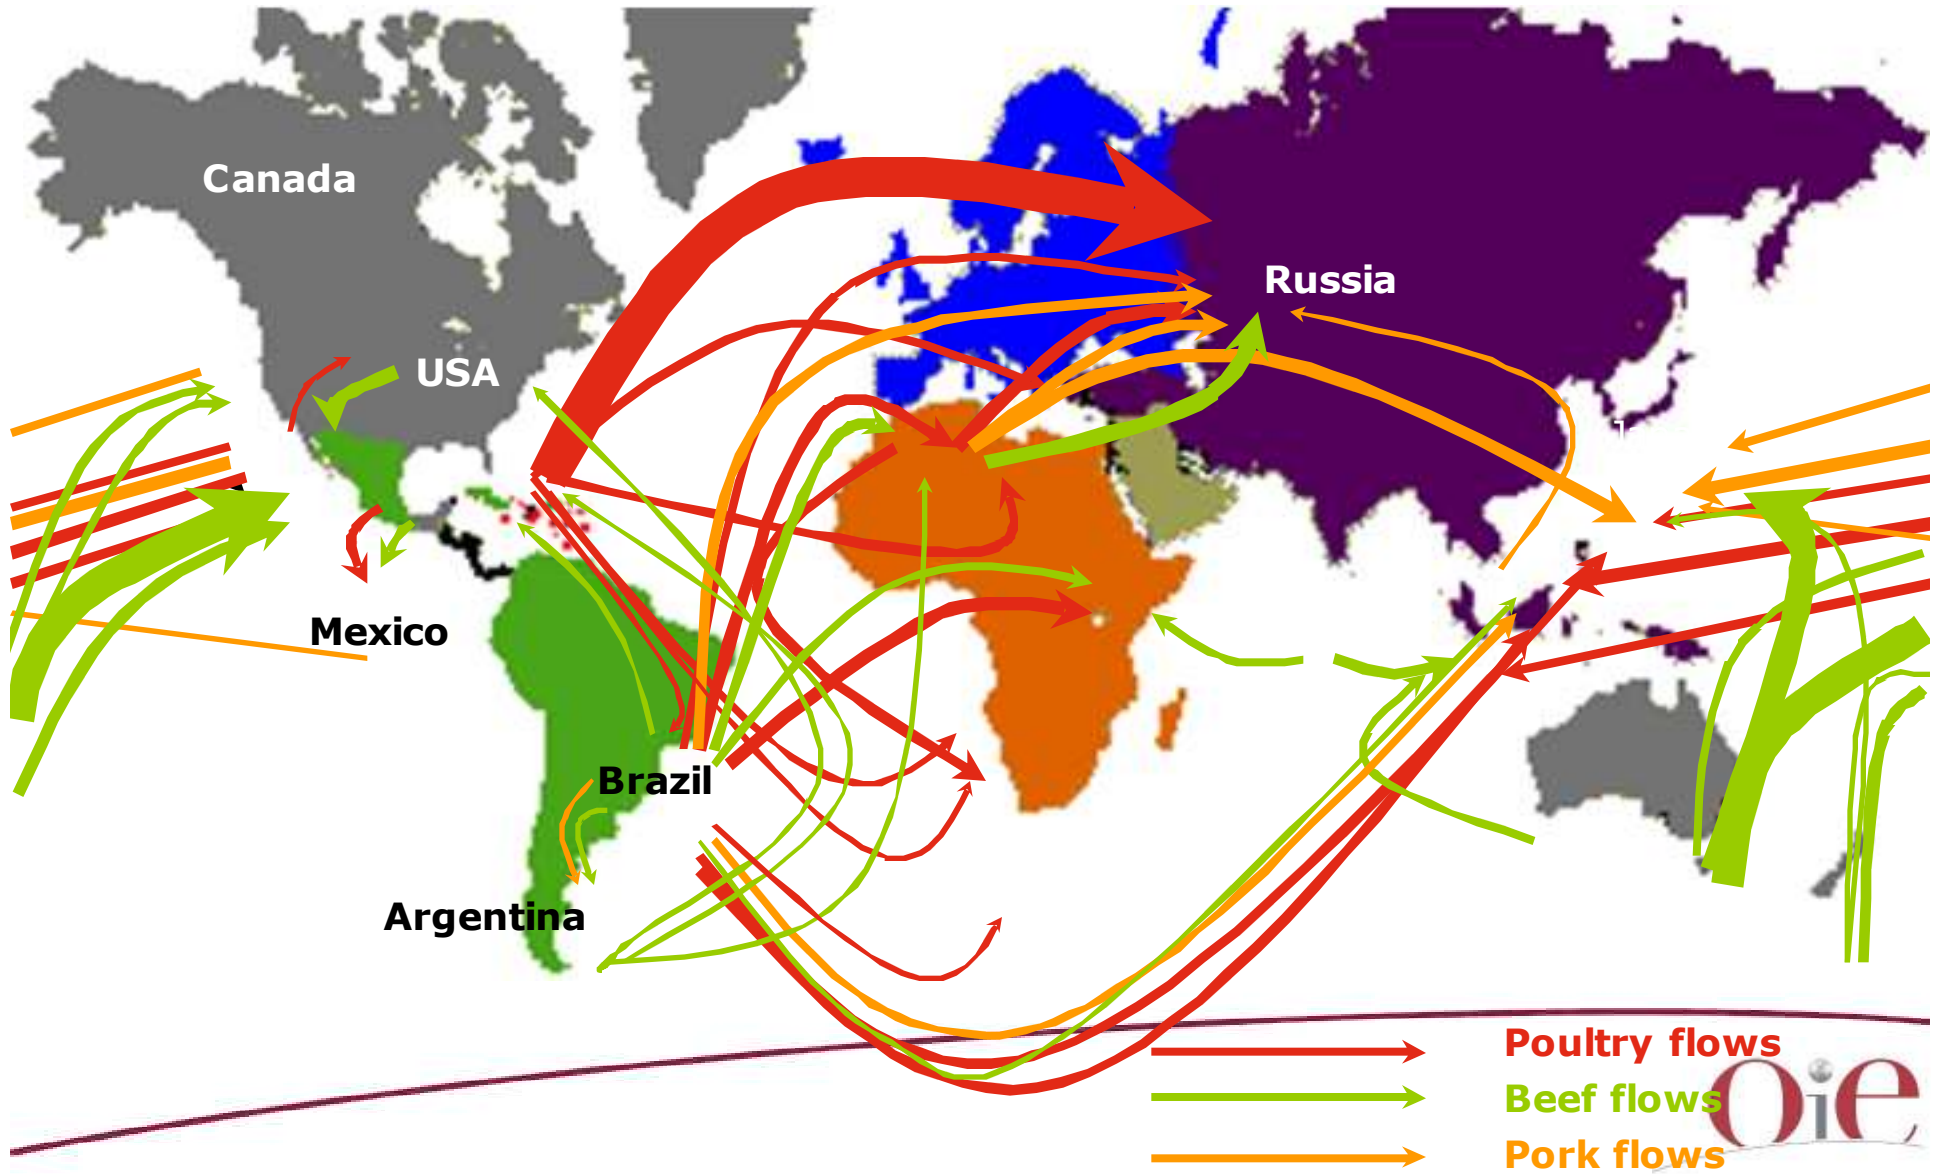 Canada
Russia
USA
Mexico
Brazil
Argentina
Poultry flows
Beef flows
Pork flows
oie